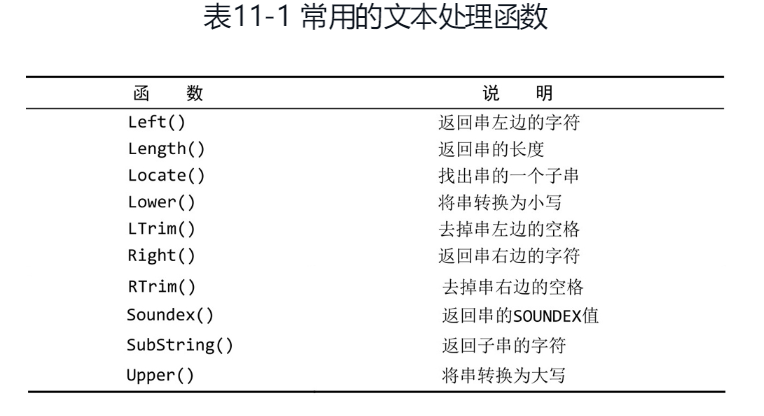 表11-1 常用的文本处理函数
函 数 说 明
Left() 返回串左边的字符
Length() 返回串的长度
Locate() 找出串的一个子串
Lower() 将串转换为小写
LTrim() 去掉串左边的空格
Right() 返回串右边的字符
RTrim() 去掉串右边的空格
Soundex() 返回串的SOUNDEX值
SubString() 返回子串的字符
Upper() 将串转换为大写